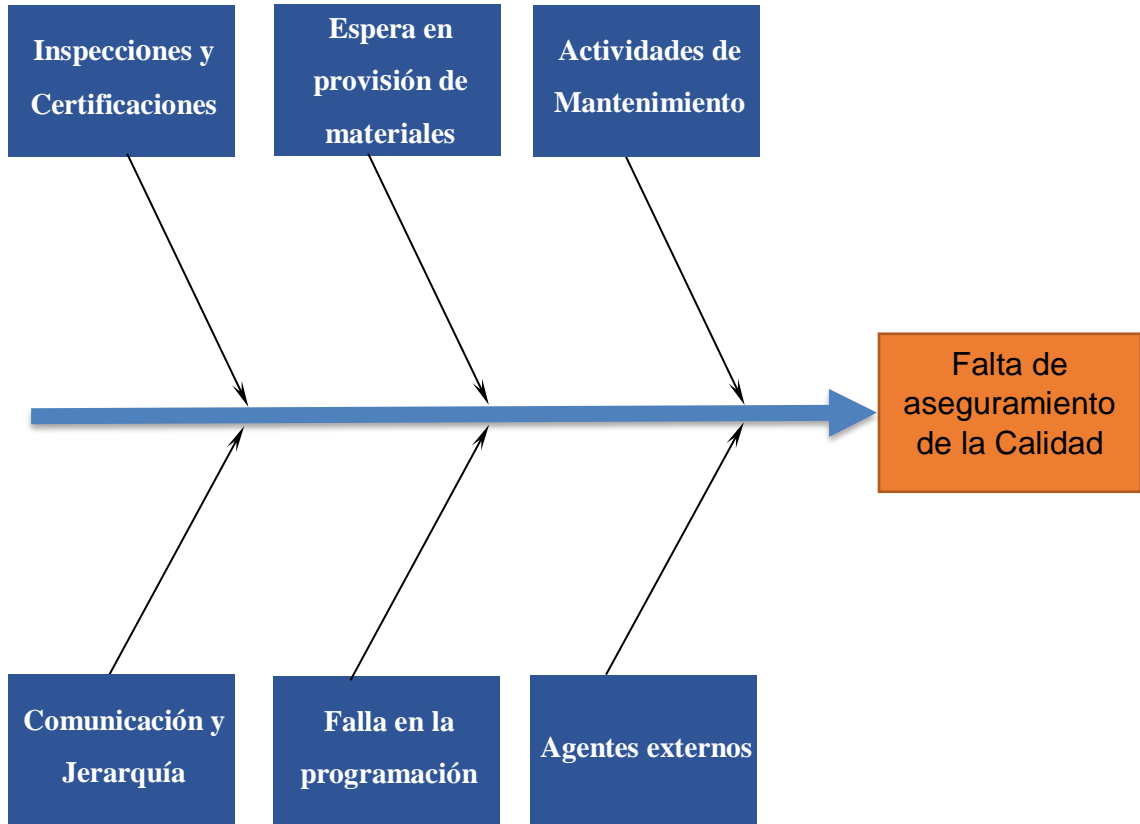 Inspecciones y
Certificaciones
Espera en
provisión de
materiales
Actividades de
Mantenimiento
Falta de
aseguramiento
de la Calidad
Comunicación y
Jerarquía
Falla en la
programación
Agentes externos